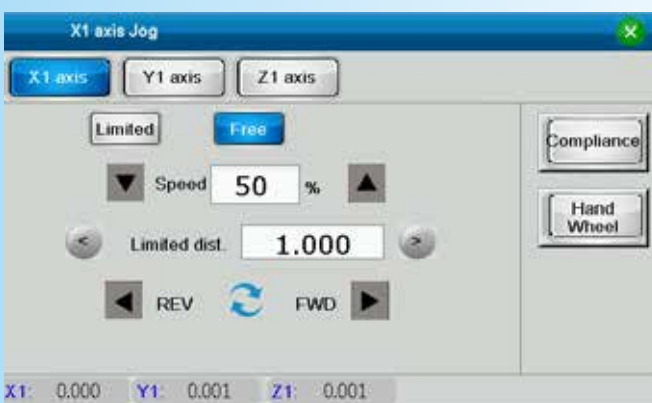 X1 axis Jog
X1 axis Y1 axis Z1 axis
Limited Free
Compliance
Speed 50 %
Hand
Wheel
< Limited dist. 1.000 >
REV FWD
X1: 0.000 Y1: 0.001 Z1: 0.001